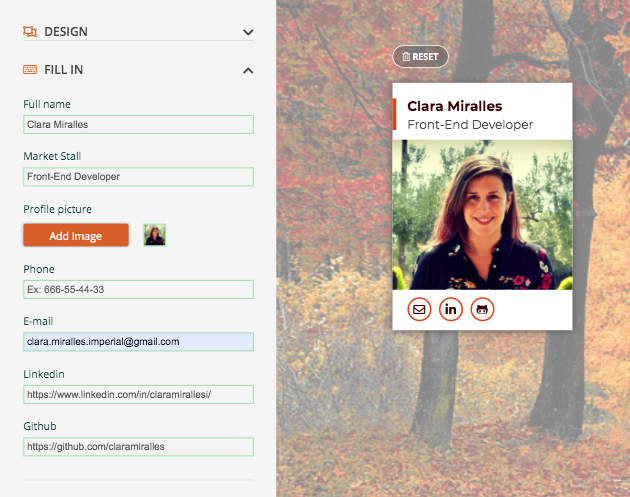 DESIGN
FILL IN
Full name
Clara Miralles
Market Stall
Front-End Developer
Profile picture
Add Image
Phone
Ex: 666-55-44-33
E-mail
clara.miralles.imperial@gmail.com
Linkedin
https://www.linkedin.com/in/claramirallesi/
Github
https://github.com/claramiralles
RESET
Clara Miralles
Front-End Developer
in